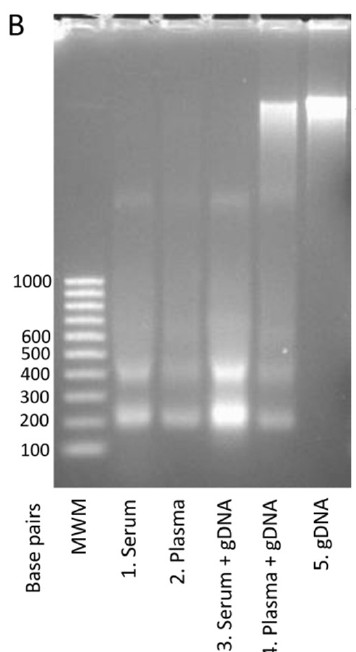 B
1000
600
500
400
300
200
100
Base pairs
MWM
1. Serum
2. Plasma
3. Serum + gDNA
4. Plasma + gDNA
5. gDNA